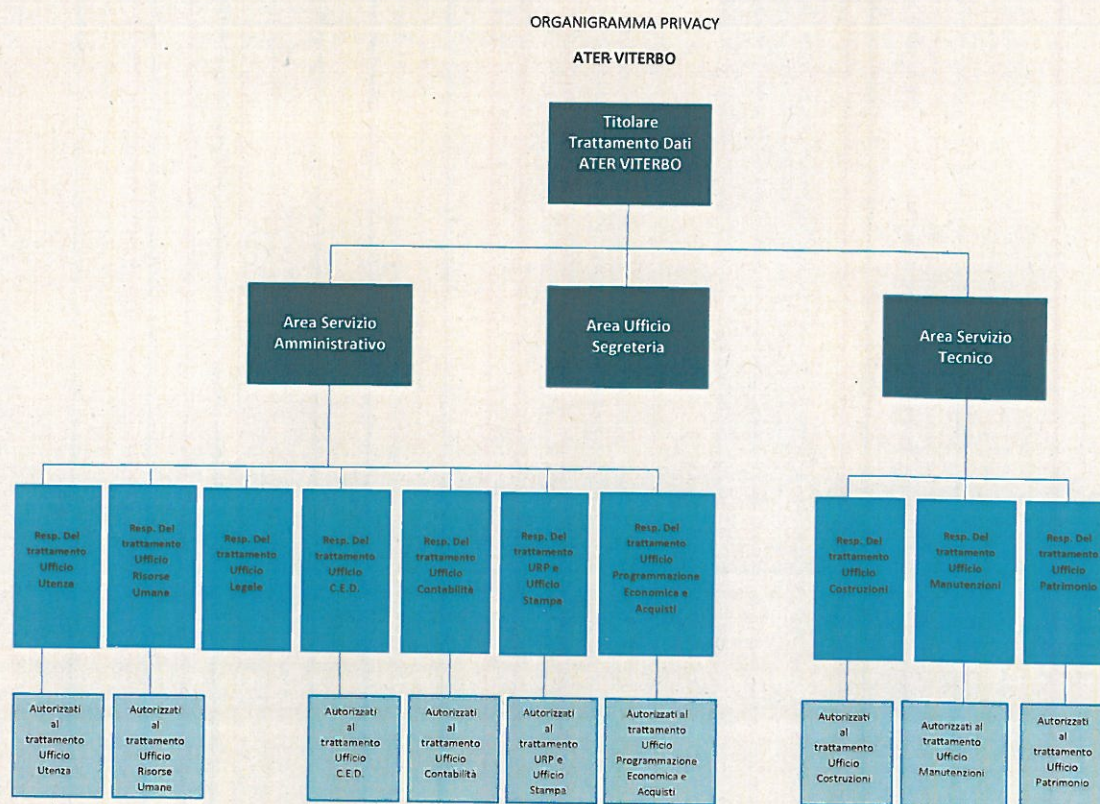 ORGANIGRAMMA PRIVACY
ATER VITERBO
Titolare
Trattamento Dati
ATER VITERBO
Area Servizio
Amministrativo
Area Ufficio
Segreteria
Area Servizio
Tecnico
Resp. Del
trattamento
Ufficio
Utenza
Resp. Del
trattamento
Ufficio
Risorse
Umane
Resp. Del
trattamento
Ufficio
Legale
Resp. Del
trattamento
Ufficio
C.E.D.
Resp. Del
trattamento
Ufficio
Contabilità
Resp. Del
trattamento
URP e
Ufficio
Stampa
Resp. Del
trattamento
Ufficio
Programmazione
Economica e
Acquisti
Resp. Del
trattamento
Ufficio
Costruzioni
Resp. Del
trattamento
Ufficio
Manutenzioni
Resp. Del
trattamento
Ufficio
Patrimonio
Autorizzati
al
trattamento
Ufficio
Utenza
Autorizzati
al
trattamento
Ufficio
Risorse
Umane
Autorizzati
al
trattamento
Ufficio
C.E.D.
Autorizzati
al
trattamento
Ufficio
Contabilità
Autorizzati
al
trattamento
URP e
Ufficio
Stampa
Autorizzati al
trattamento
Ufficio
Programmazione
Economica e
Acquisti
Autorizzati
al
trattamento
Ufficio
Costruzioni
Autorizzati al
trattamento
Ufficio
Manutenzioni
Autorizzati
al
trattamento
Ufficio
Patrimonio